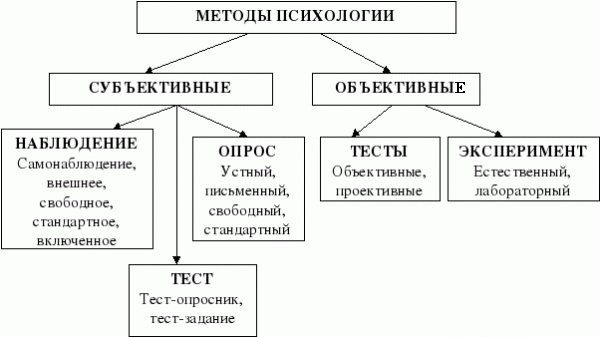 МЕТОДЫ ПСИХОЛОГИИ
СУБЪЕКТИВНЫЕ
ОБЪЕКТИВНЫЕ
НАБЛЮДЕНИЕ
Самонаблюдение,
внешнее,
свободное,
стандартное,
включенное
ОПРОС
Устный,
письменный,
свободный,
стандартный
ТЕСТЫ
Объективные,
проективные
ЭКСПЕРИМЕНТ
Естественный,
лабораторный
ТЕСТ
Тест-опросник,
тест-задание